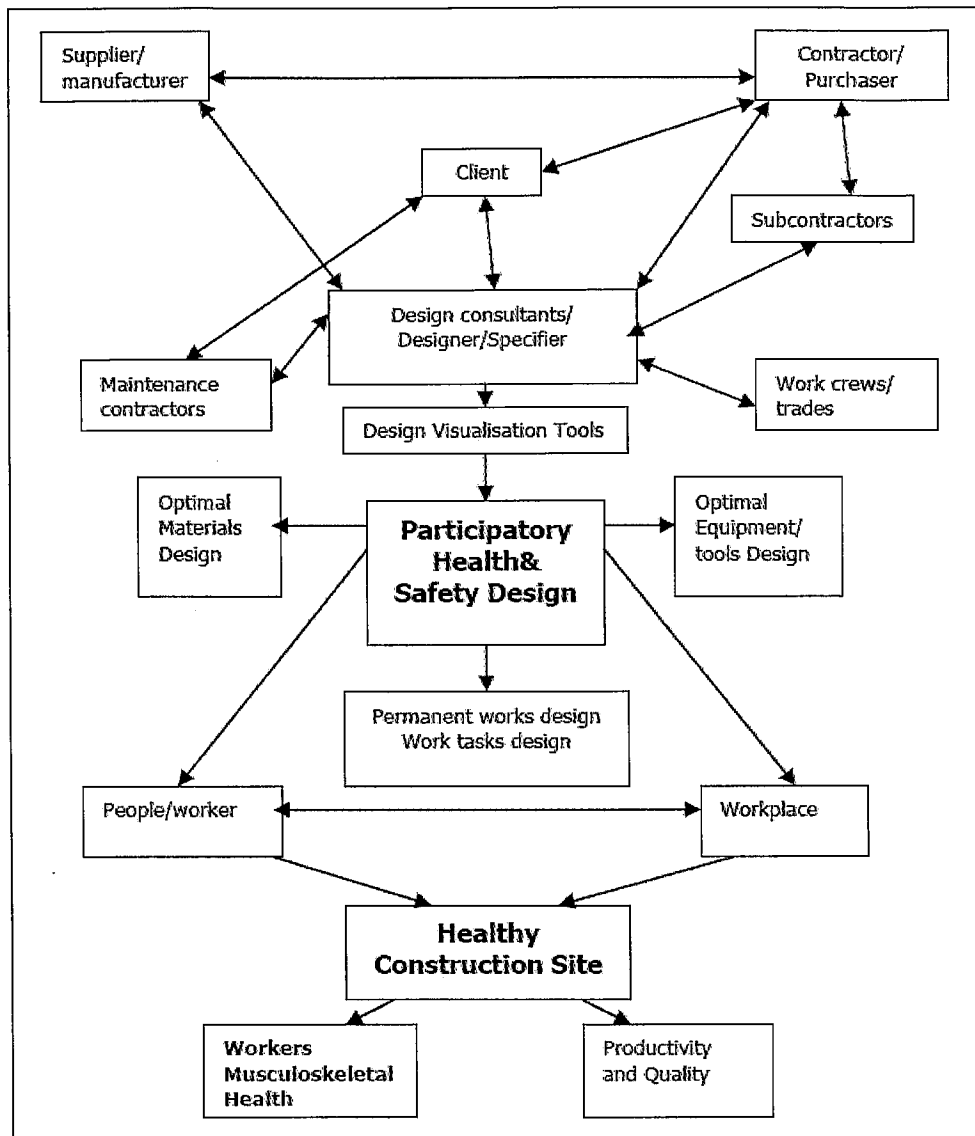 Supplier/
manufacturer
Contractor/
Purchaser
Client
Subcontractors
Design consultants/
Designer/Specifier
Maintenance
contractors
Work crews/
trades
Design Visualisation Tools
Optimal
Materials
Design
Participatory
Health&
Safety Design
Optimal
Equipment/
tools Design
Permanent works design
Work tasks design
People/worker
Workplace
Healthy
Construction Site
Workers
Musculoskeletal
Health
Productivity
and Quality